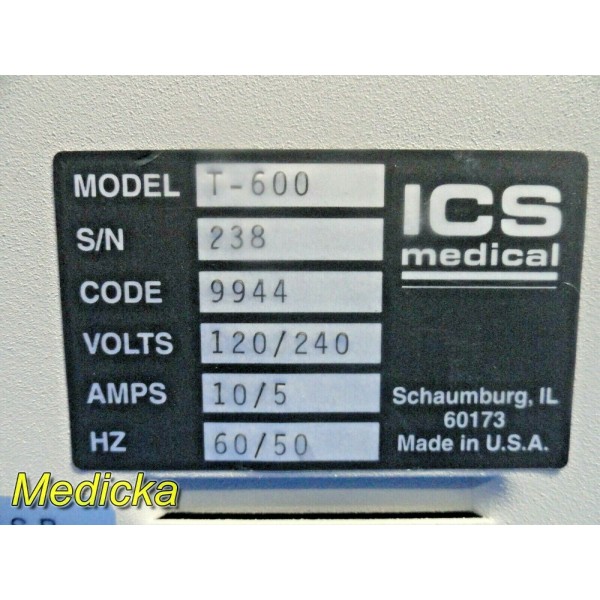 MODEL T-600
S/N 238
CODE 9944
VOLTS 120/240
AMPS 10/5
HZ 60/50
ICS
medical
Schaumburg, IL
60173
Made in U.S.A.
Medicka